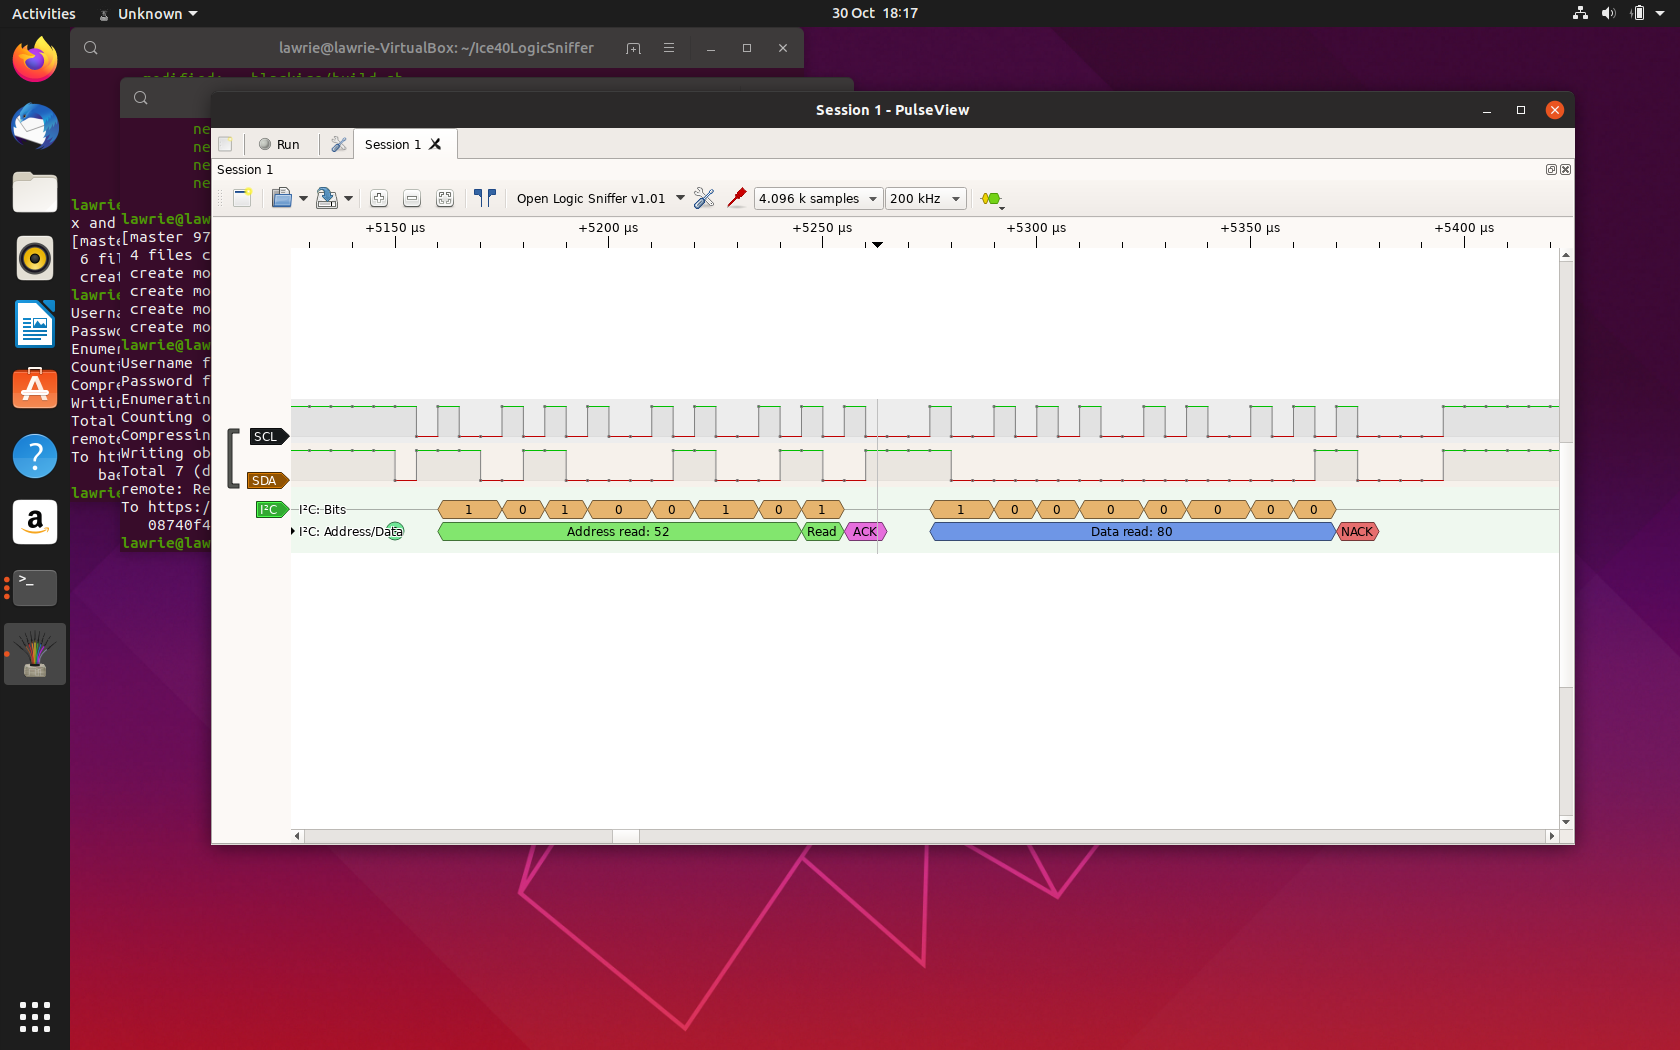 Activities
Unknown
30 Oct 18:17
lawrie@lawrie-VirtualBox: ~/Ice40LogicSniffer
Session 1 - PulseView
ne
ne
ne
ne
Run
Session 1
Session 1
Open Logic Sniffer v1.01
4.096 k samples
200 kHz
+5150 µs
+5200 µs
+5250 µs
+5300 µs
+5350 µs
+5400 µs
lawrie
x and
[maste
6 fil
creat
lawrie
Userna
Passwo
Enumer
Counti
Compre
Writin
Total
remote
To htt
bae
lawrie
lawrie@law
[master 97
4 files c
create mo
create mo
create mo
create mo
lawrie@law
Username f
Password f
Enumeratin
Counting o
Compressin
Writing ob
Total 7 (d
remote: Re
To https:/
08740f4
lawrie@law
SCL
SDA
I²C
I²C: Bits
1 0 1 0 0 1 0 1
1 0 0 0 0 0 0 0
I²C: Address/Data
Address read: 52
Read
ACK
Data read: 80
NACK